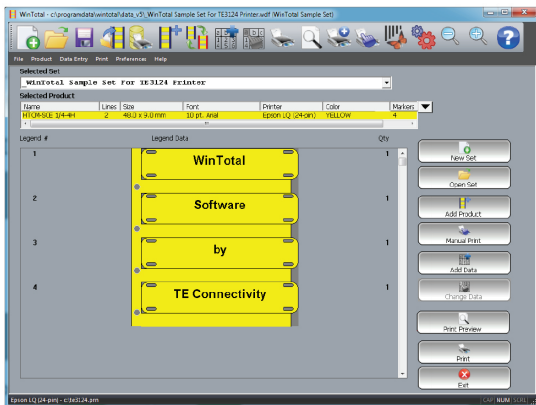 WinTotal - c:\programdata\wintotal\data_v5\_WinTotal Sample Set For TE3124 Printer.wdf (WinTotal Sample Set)
File Product Data Entry Print Preferences Help
Selected Set
_WinTotal Sample Set For TE3124 Printer
Selected Product
Name Lines Size Font Printer Color Markers
HTCM-SCE 1/4-4H 2 48.0 x 9.0 mm 10 pt. Arial Epson LQ (24-pin) YELLOW 4
Legend # Legend Data Qty
1 WinTotal 1
2 Software 1
3 by 1
4 TE Connectivity 1
New Set
Open Set
Add Product
Manual Print
Add Data
Change Data
Print Preview
Print
Exit
Epson LQ (24-pin) - c:\te3124.prn CAP NUM SCRL